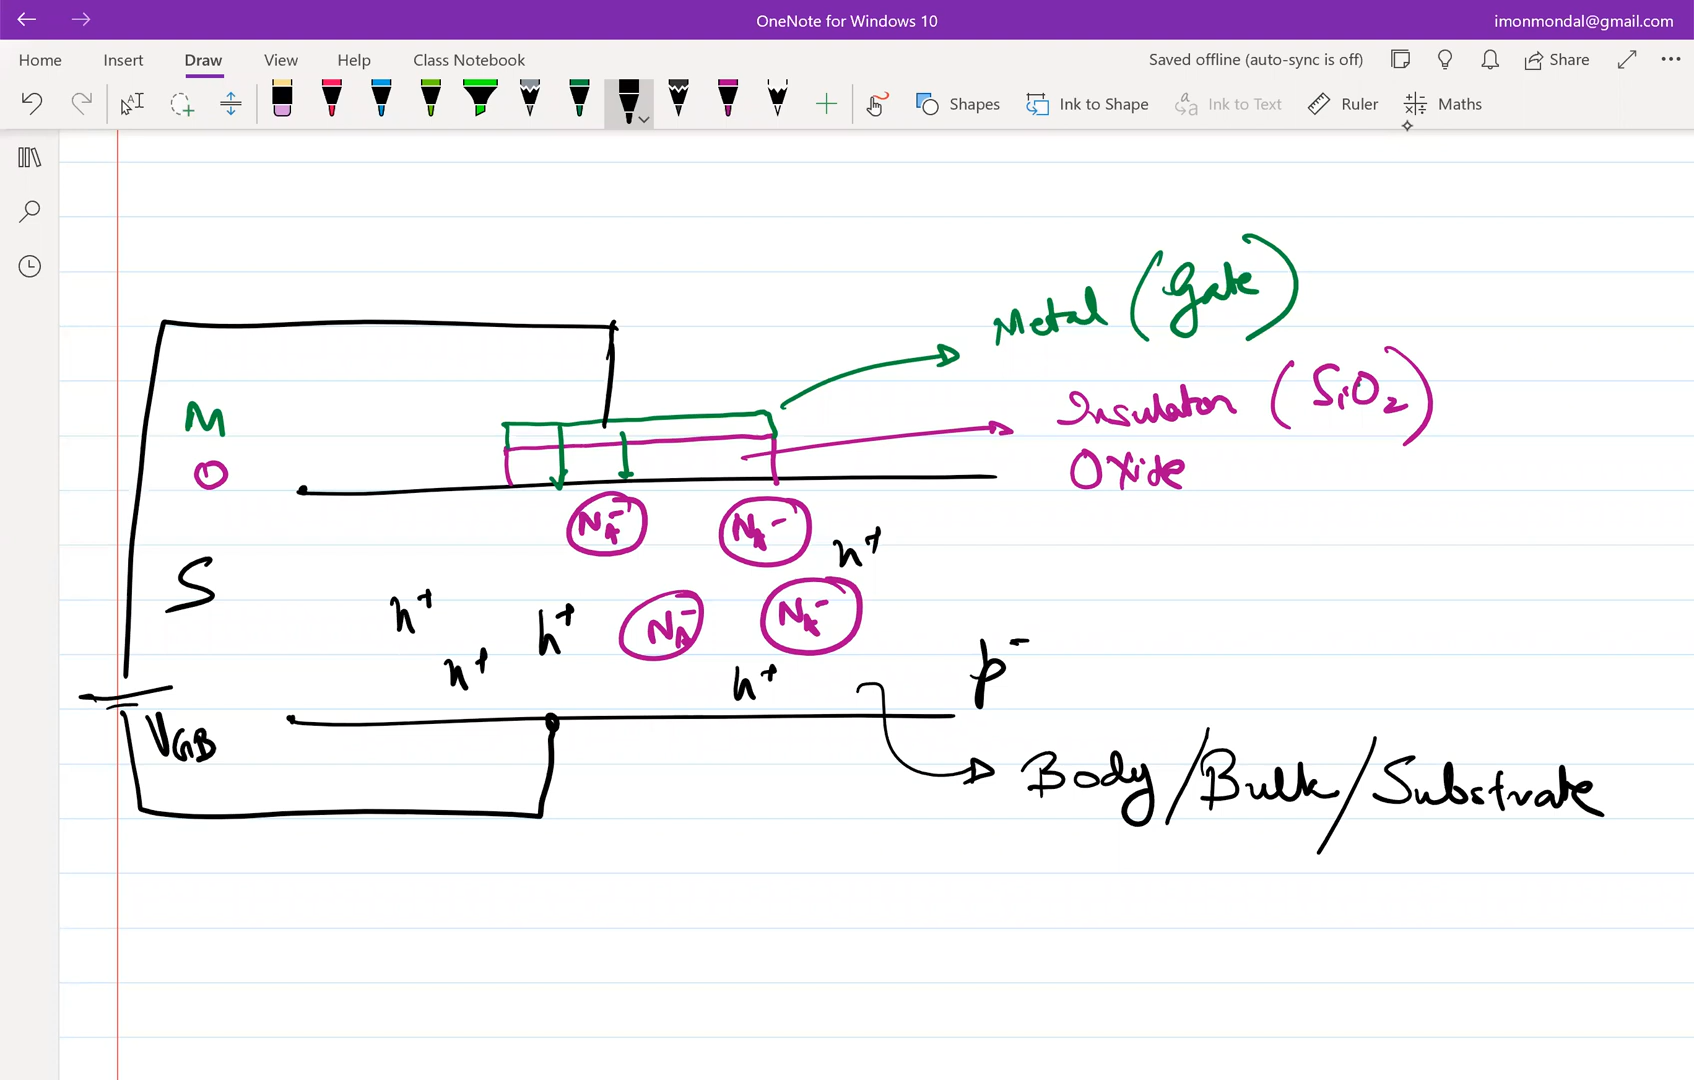 OneNote for Windows 10
imonmondal@gmail.com
Home Insert Draw View Help Class Notebook
Saved offline (auto-sync is off) Share
Shapes Ink to Shape Ink to Text Ruler Maths
Metal (Gate)
Insulator (SiO2)
Oxide
M
O
S
NA- NA-
h+
h+ h+ NA- NA-
h+ h+
p-
VGB
Body/Bulk/Substrate